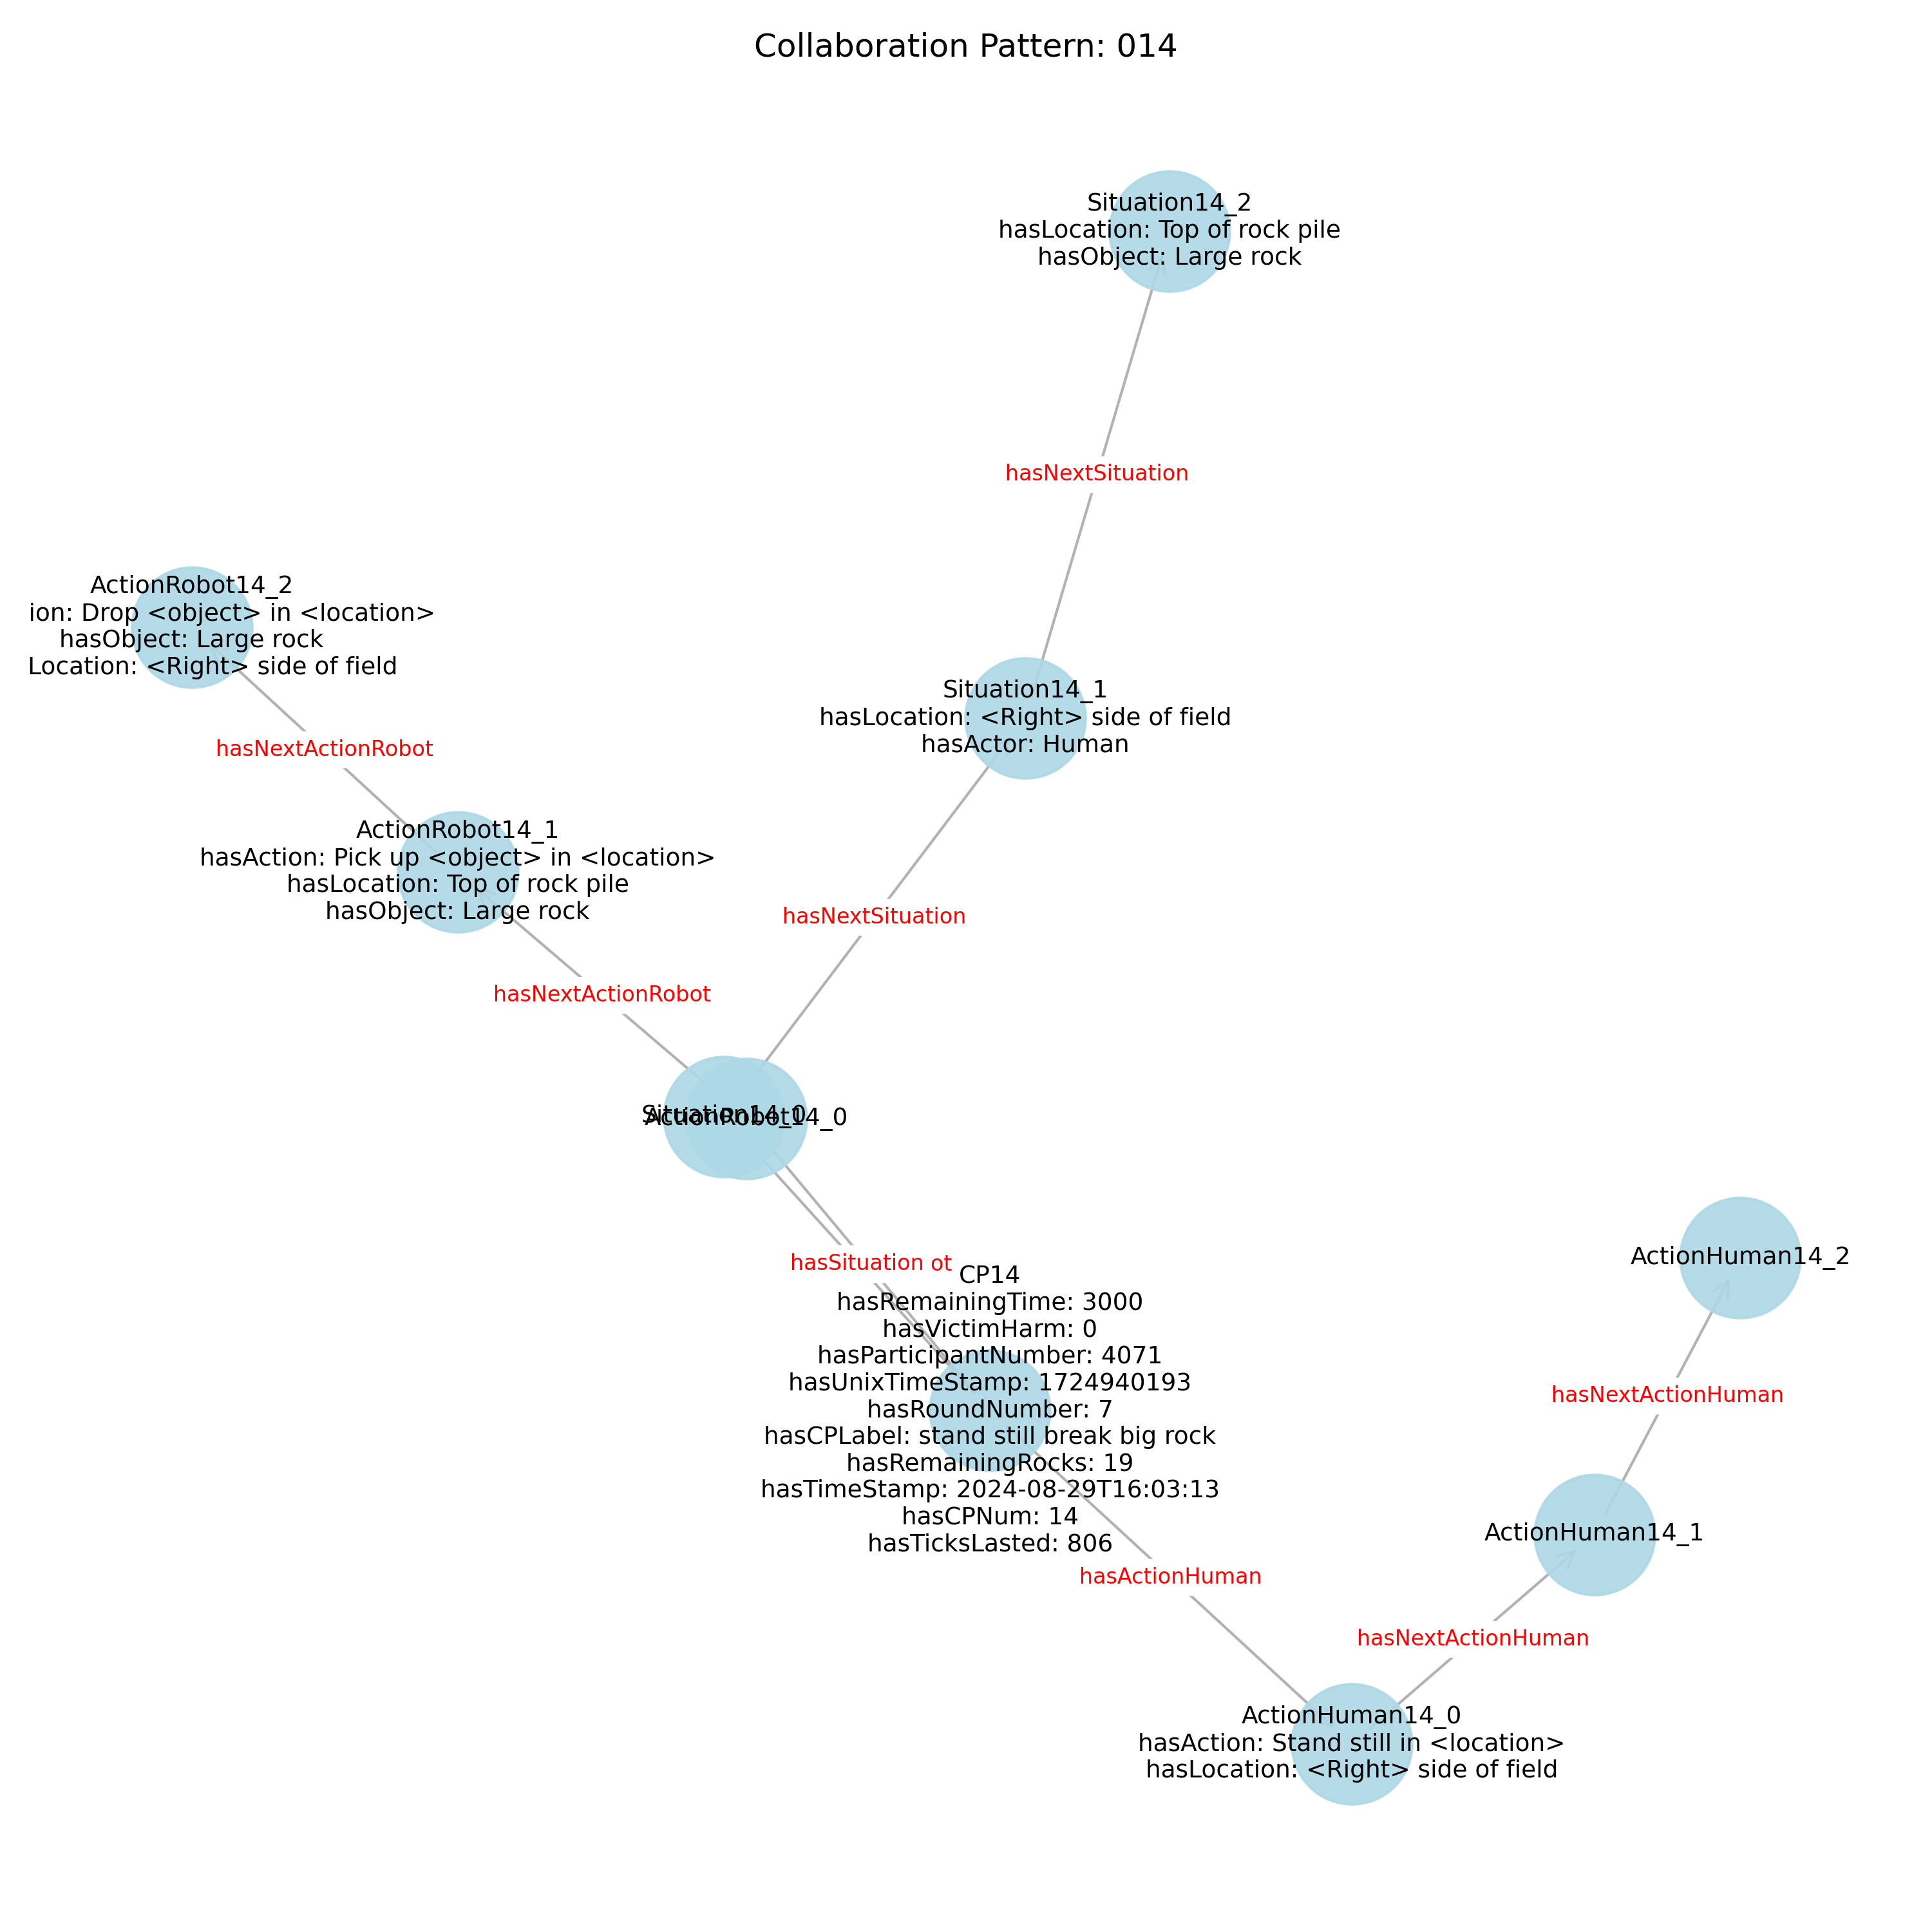 Collaboration Pattern: 014
Situation14_2
hasLocation: Top of rock pile
hasObject: Large rock
hasNextSituation
ActionRobot14_2
ion: Drop <object> in <location>
hasObject: Large rock
Location: <Right> side of field
Situation14_1
hasLocation: <Right> side of field
hasActor: Human
hasNextActionRobot
ActionRobot14_1
hasAction: Pick up <object> in <location>
hasLocation: Top of rock pile
hasObject: Large rock
hasNextSituation
hasNextActionRobot
Situation14_0
ActionRobot14_0
hasSituation
ot
CP14
hasRemainingTime: 3000
hasVictimHarm: 0
hasParticipantNumber: 4071
hasUnixTimeStamp: 1724940193
hasRoundNumber: 7
hasCPLabel: stand still break big rock
hasRemainingRocks: 19
hasTimeStamp: 2024-08-29T16:03:13
hasCPNum: 14
hasTicksLasted: 806
ActionHuman14_2
hasNextActionHuman
ActionHuman14_1
hasActionHuman
hasNextActionHuman
ActionHuman14_0
hasAction: Stand still in <location>
hasLocation: <Right> side of field